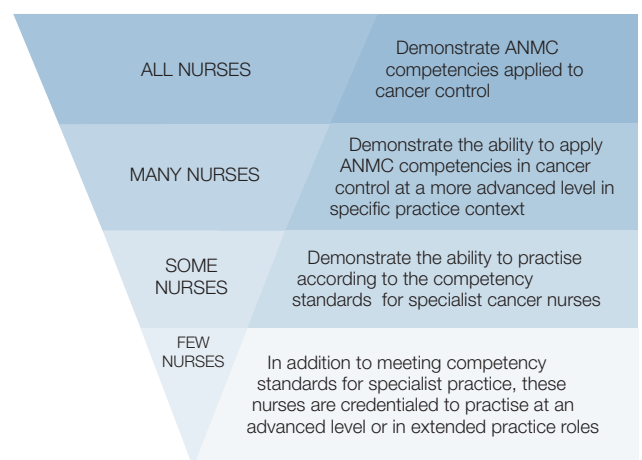 ALL NURSES
Demonstrate ANMC
competencies applied to
cancer control
MANY NURSES
Demonstrate the ability to apply
ANMC competencies in cancer
control at a more advanced level in
specific practice context
SOME
NURSES
Demonstrate the ability to practise
according to the competency
standards for specialist cancer nurses
FEW
NURSES
In addition to meeting competency
standards for specialist practice, these
nurses are credentialed to practise at an
advanced level or in extended practice roles